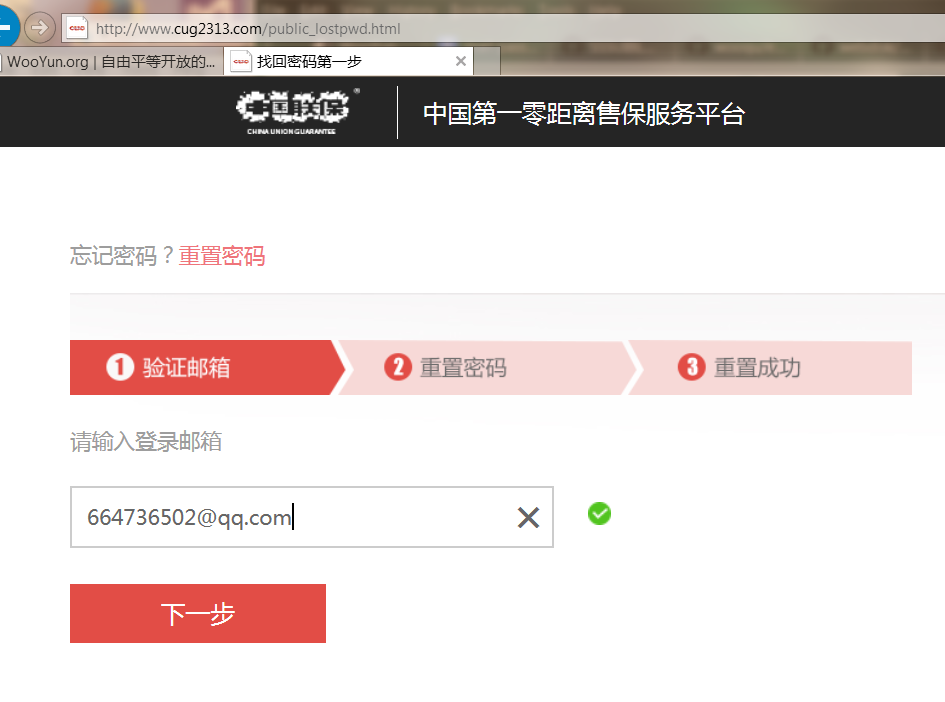 http://www.cug2313.com/public_lostpwd.html
WooYun.org | 自由平等开放的...
CUG 找回密码第一步
中国联保®
CHINA UNION GUARANTEE
中国第一零距离售保服务平台
忘记密码？重置密码
1 验证邮箱
2 重置密码
3 重置成功
请输入登录邮箱
664736502@qq.com
下一步